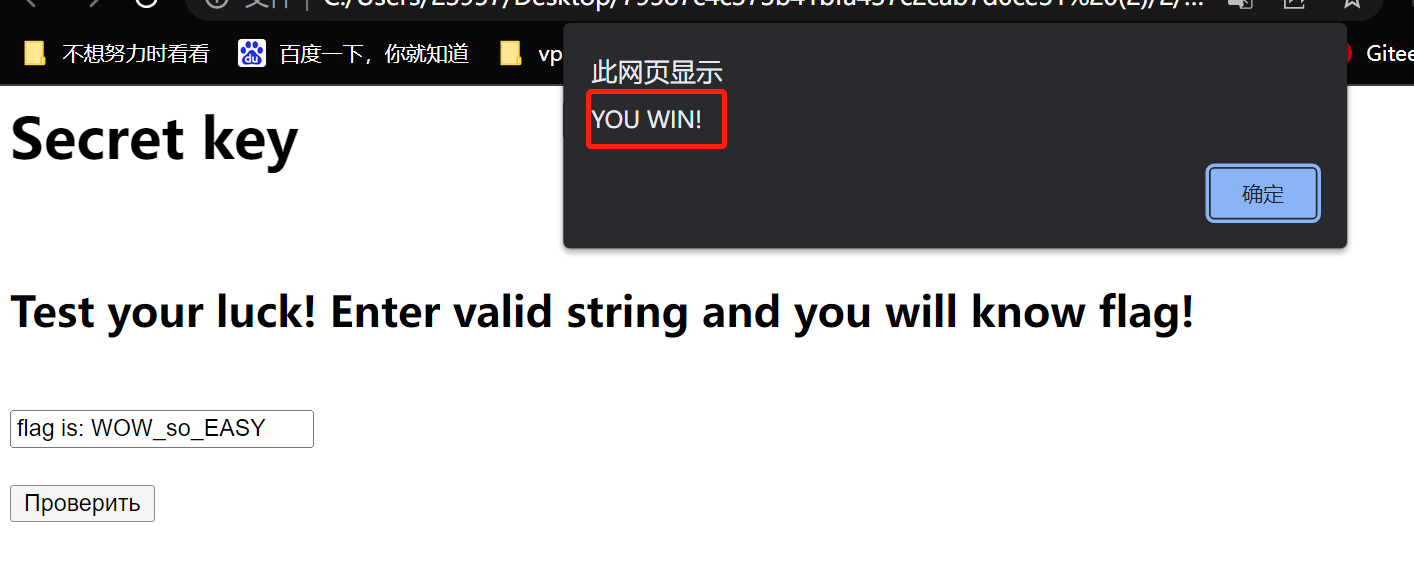 不想努力时看看 百度一下，你就知道 vp Gitee
此网页显示
YOU WIN!
确定
Secret key
Test your luck! Enter valid string and you will know flag!
flag is: WOW_so_EASY
Проверить